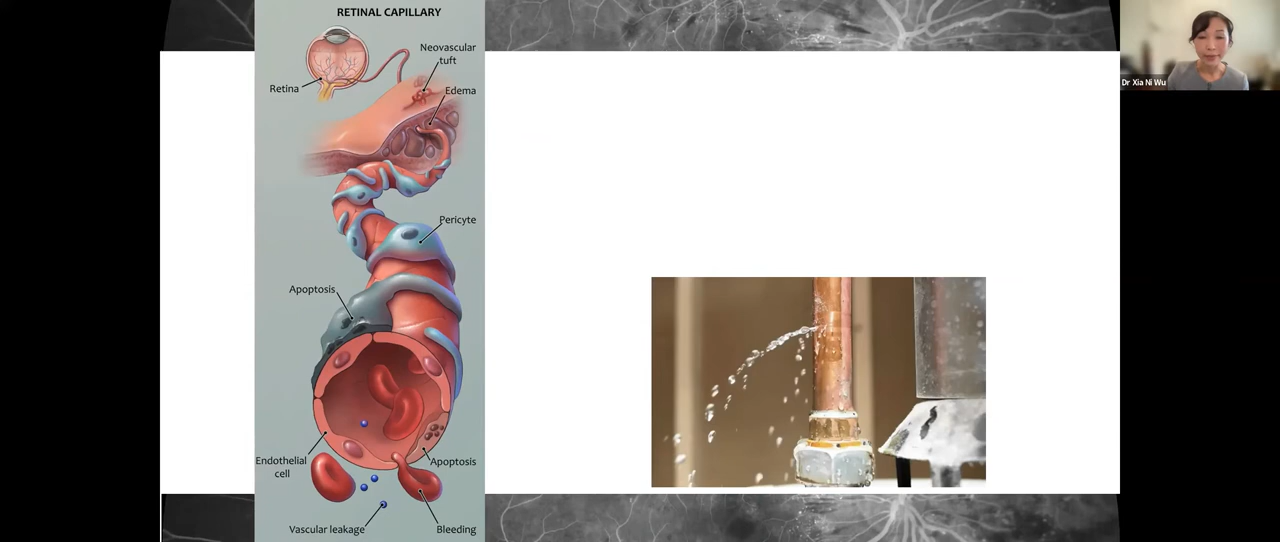 RETINAL CAPILLARY
Neovascular
tuft
Retina
Edema
Pericyte
Apoptosis
Endothelial
cell
Apoptosis
Vascular leakage
Bleeding
Dr Xia Ni Wu